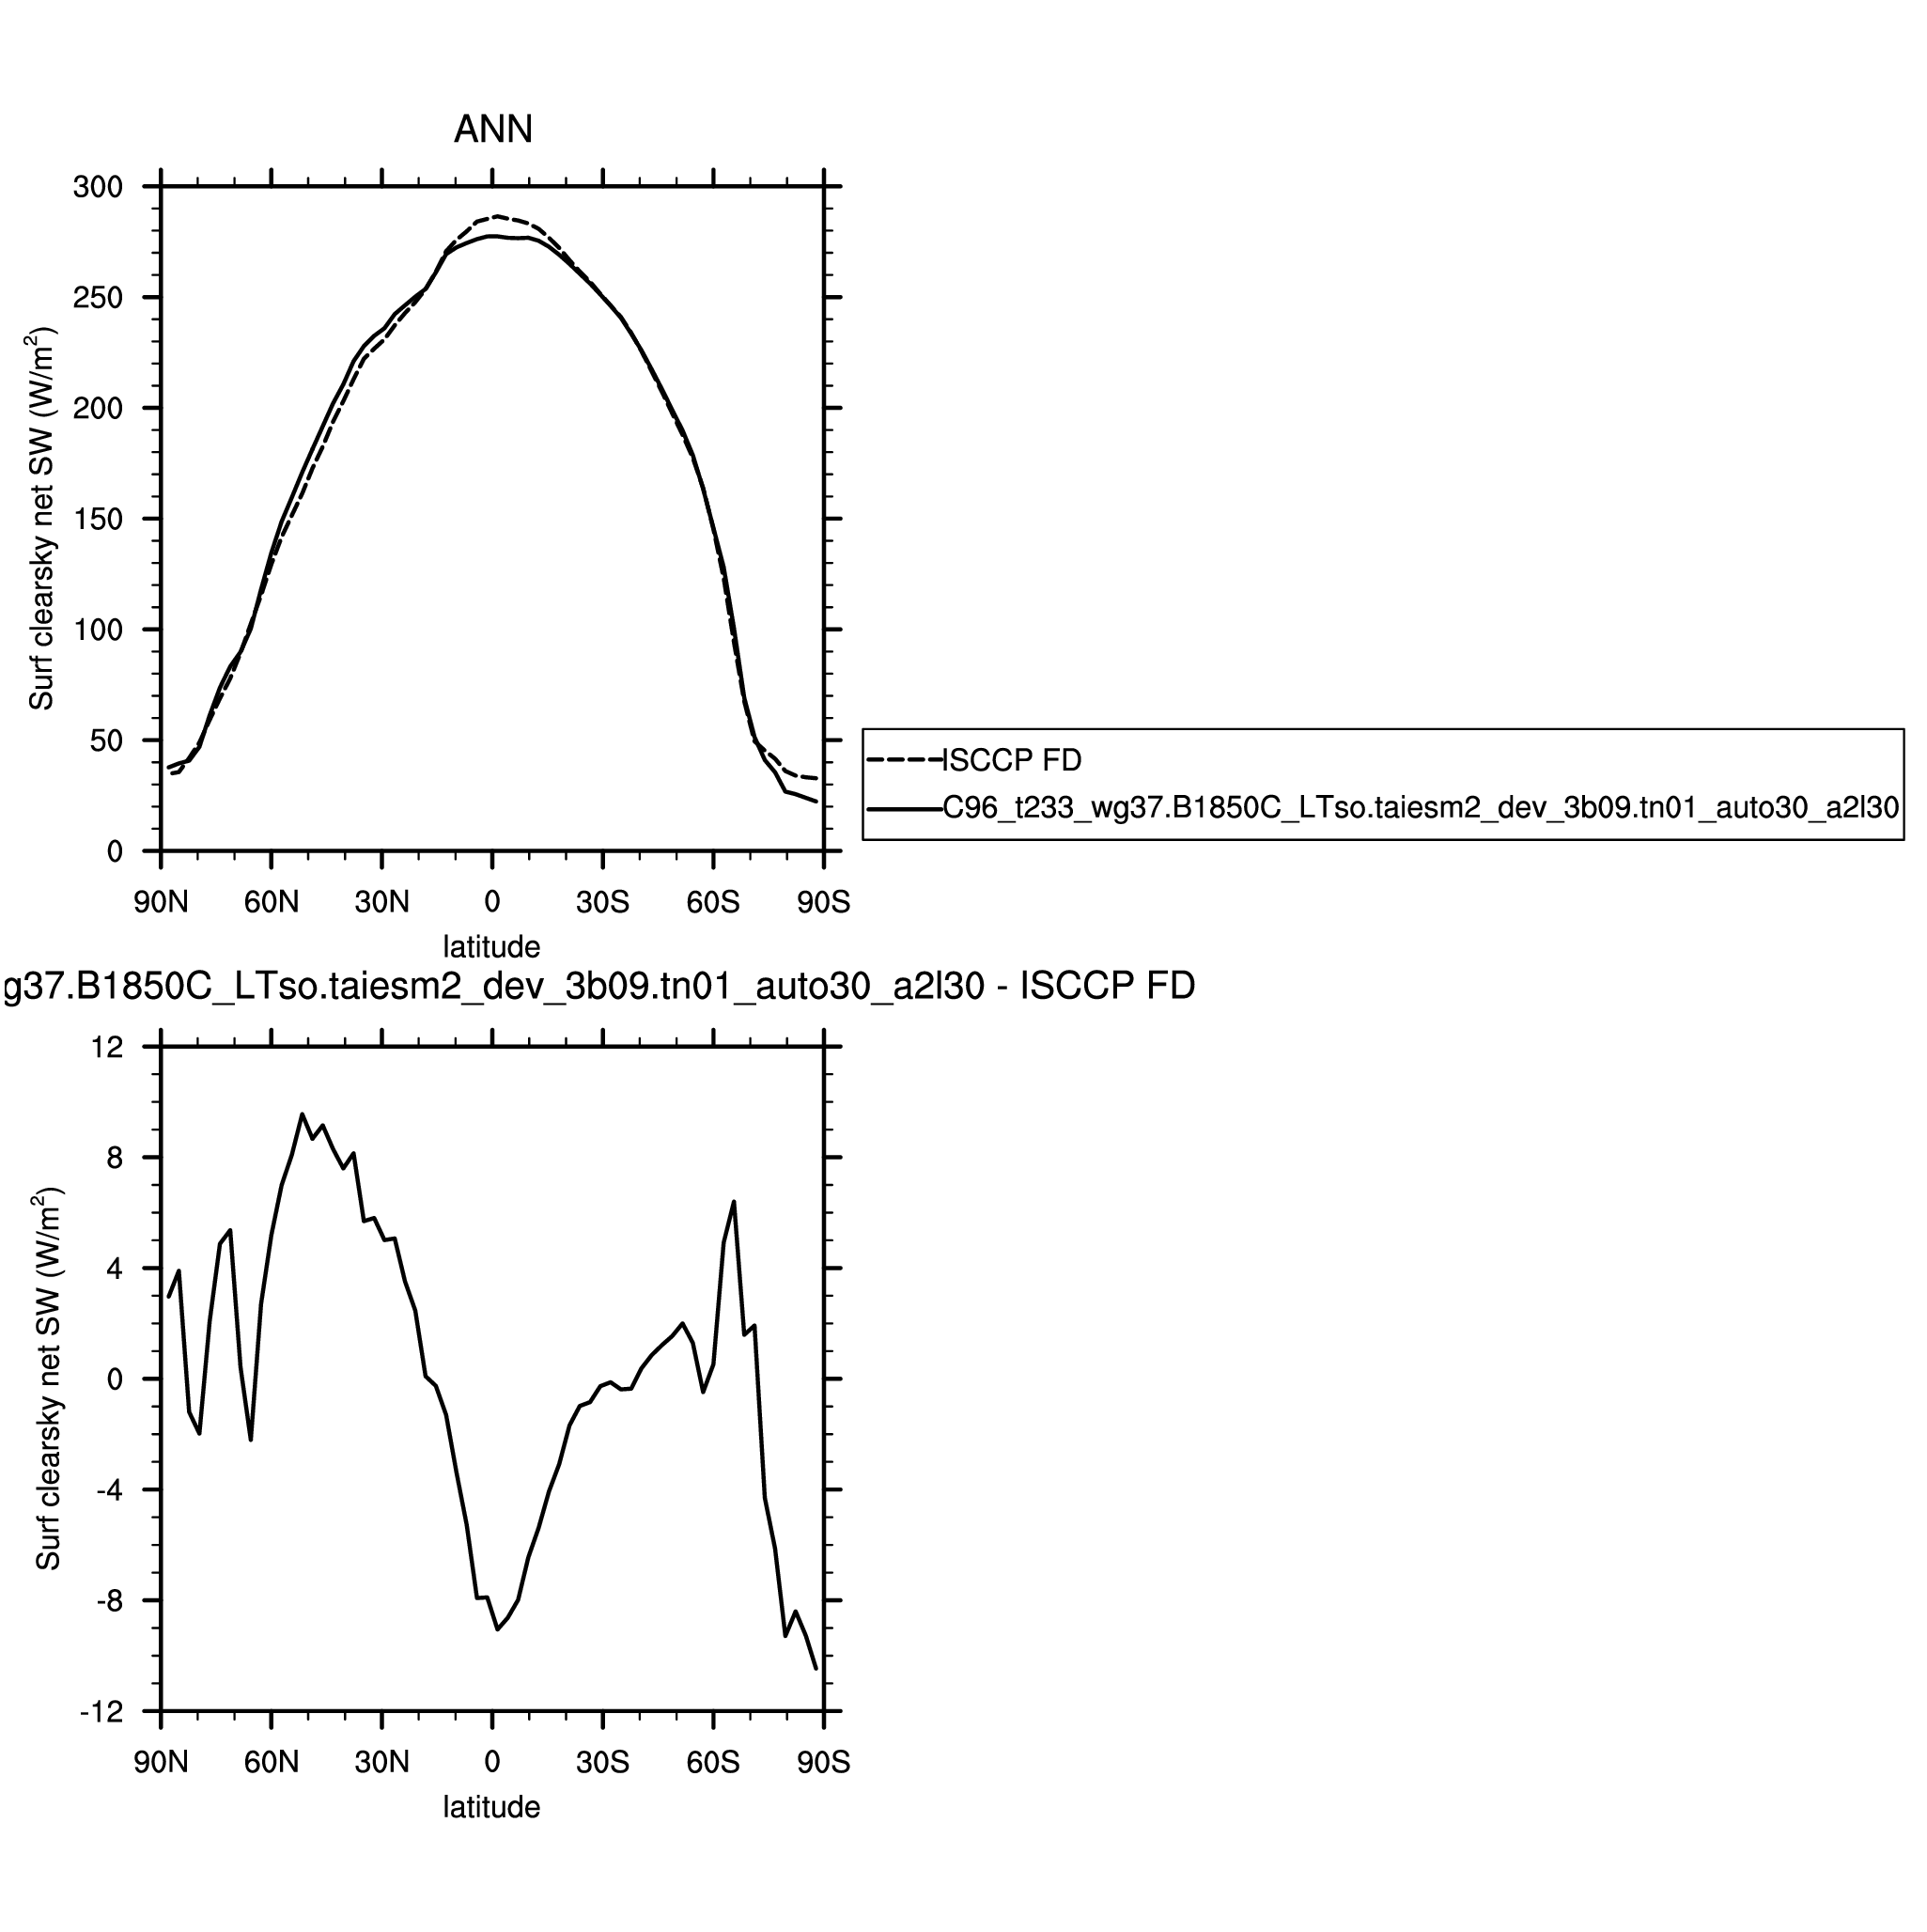 ANN
Surf clearsky net SW (W/m²)
300
250
200
150
100
50
0
90N 60N 30N 0 30S 60S 90S
latitude
ISCCP FD
C96_t233_wg37.B1850C_LTso.taiesm2_dev_3b09.tn01_auto30_a2l30
g37.B1850C_LTso.taiesm2_dev_3b09.tn01_auto30_a2l30 - ISCCP FD
Surf clearsky net SW (W/m²)
12
8
4
0
-4
-8
-12
90N 60N 30N 0 30S 60S 90S
latitude